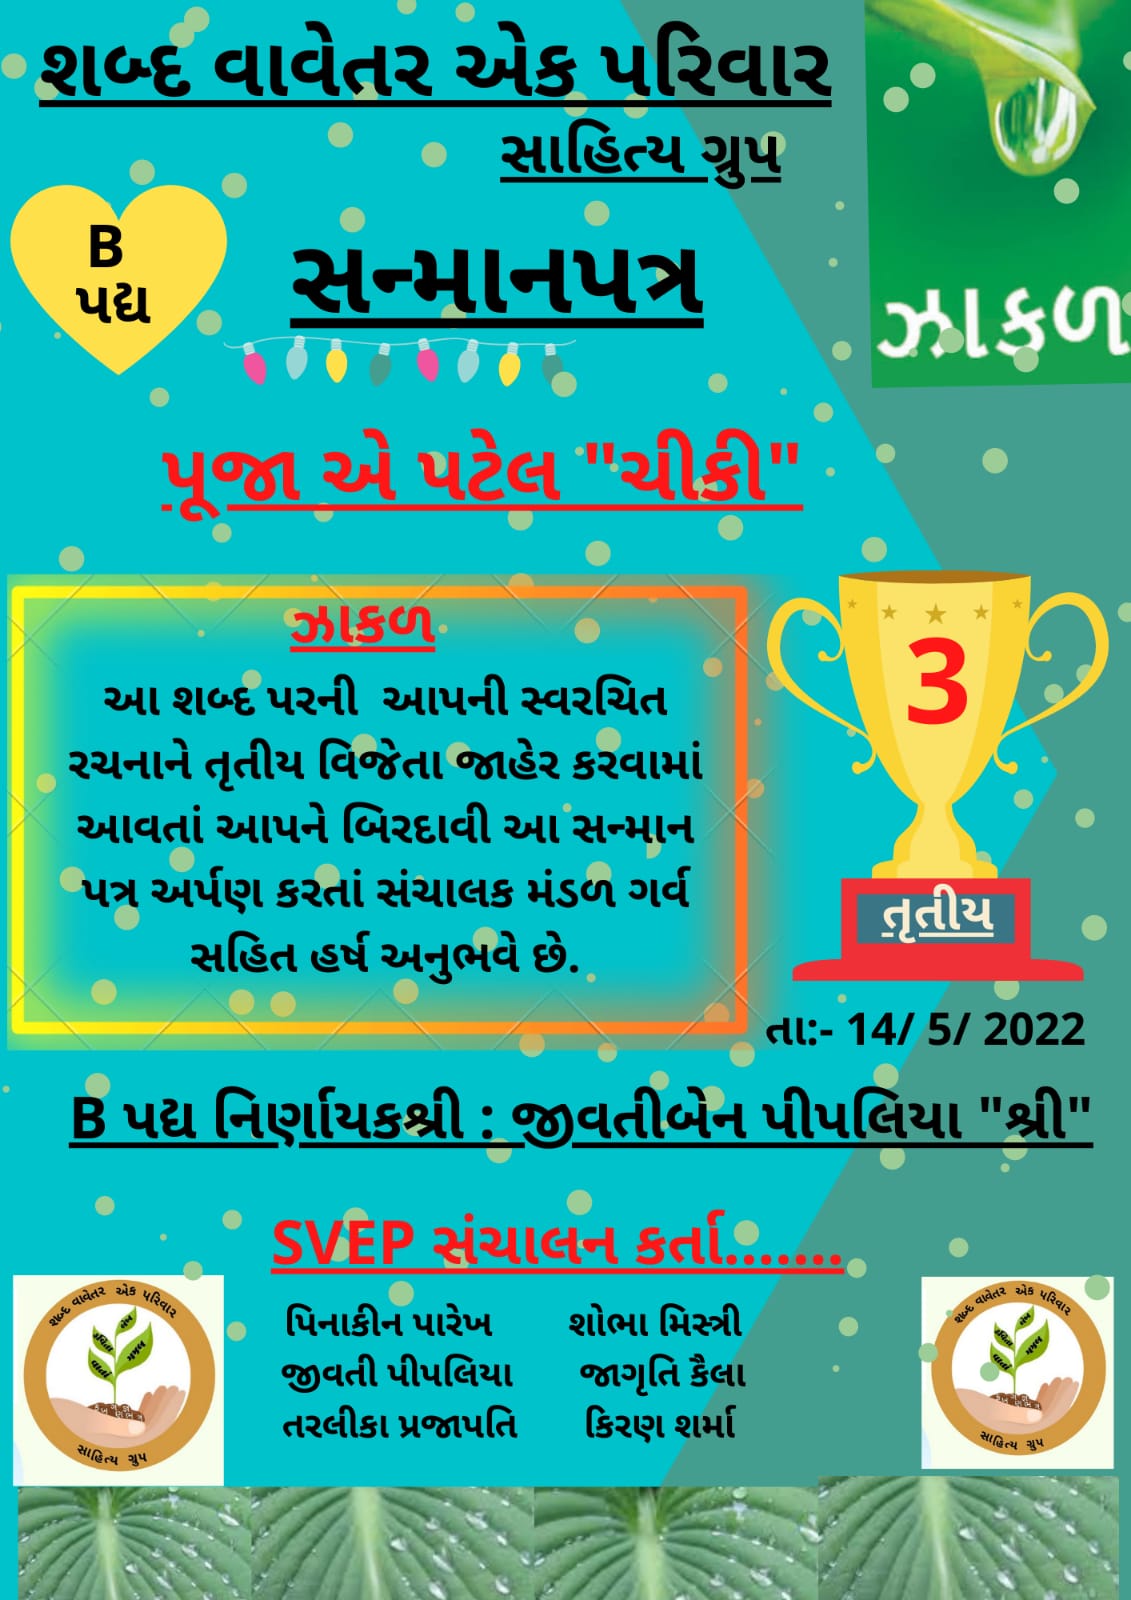 શબ્દ વાવેતર એક પરિવાર
સાહિત્ય ગ્રુપ
B
પદ્ય
સન્માનપત્ર
ઝાકળ
પૂજા એ પટેલ "ચીકી"
ઝાકળ
આ શબ્દ પરની આપની સ્વરચિત
રચનાને તૃતીય વિજેતા જાહેર કરવામાં
આવતાં આપને બિરદાવી આ સન્માન
પત્ર અર્પણ કરતાં સંચાલક મંડળ ગર્વ
સહિત હર્ષ અનુભવે છે.
3
તૃતીય
તા:- 14/ 5/ 2022
B પદ્ય નિર્ણાયકશ્રી : જીવતીબેન પીપલિયા "શ્રી"
SVEP સંચાલન કર્તા.......
પિનાકીન પારેખ શોભા મિસ્ત્રી
જીવતી પીપલિયા જાગૃતિ કૈલા
તરલીકા પ્રજાપતિ કિરણ શર્મા
શબ્દ વાવેતર એક પરિવાર
સાહિત્ય ગ્રુપ
શબ્દ વાવેતર એક પરિવાર
સાહિત્ય ગ્રુપ